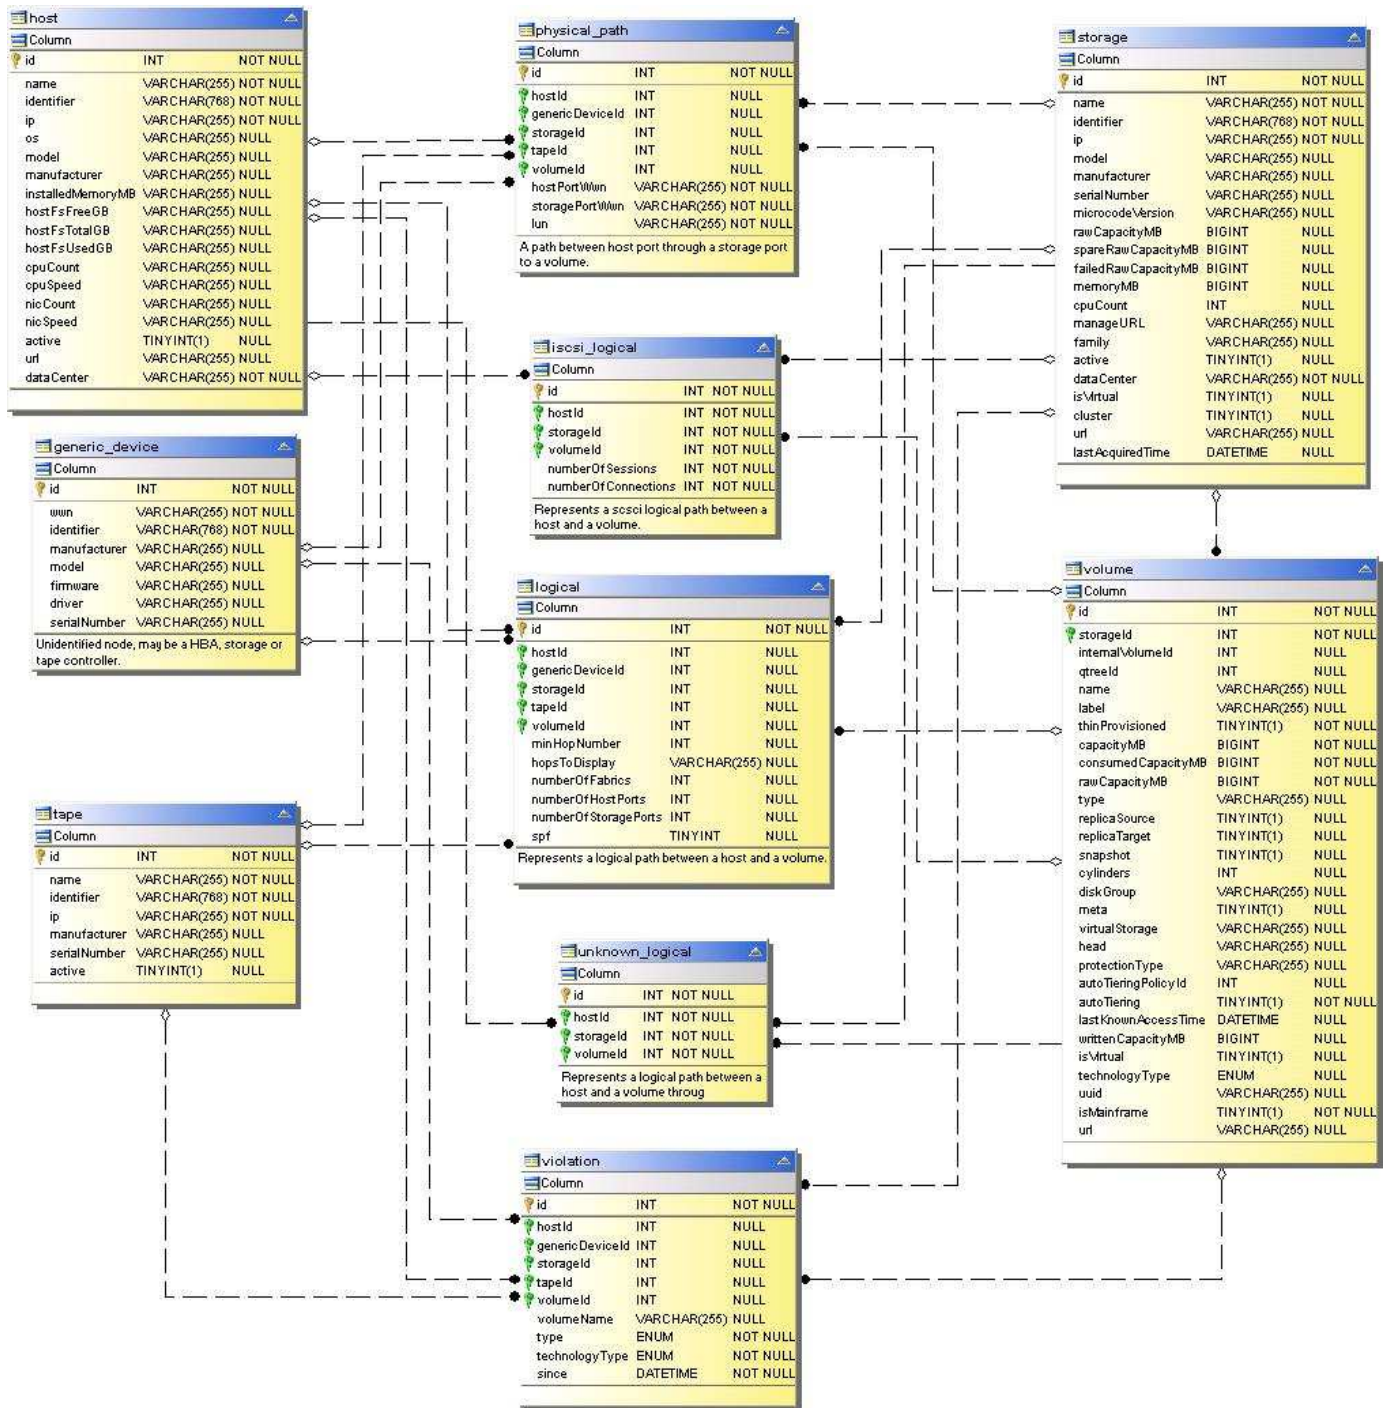 host
Column
id INT NOT NULL
name VARCHAR(255) NOT NULL
identifier VARCHAR(768) NOT NULL
ip VARCHAR(255) NOT NULL
os VARCHAR(255) NULL
model VARCHAR(255) NULL
manufacturer VARCHAR(255) NULL
installedMemoryMB VARCHAR(255) NULL
hostFsFreeGB VARCHAR(255) NULL
hostFsTotalGB VARCHAR(255) NULL
hostFsUsedGB VARCHAR(255) NULL
cpuCount VARCHAR(255) NULL
cpuSpeed VARCHAR(255) NULL
nicCount VARCHAR(255) NULL
nicSpeed VARCHAR(255) NULL
active TINYINT(1) NULL
url VARCHAR(255) NULL
dataCenter VARCHAR(255) NOT NULL
generic_device
Column
id INT NOT NULL
wwn VARCHAR(255) NOT NULL
identifier VARCHAR(768) NOT NULL
manufacturer VARCHAR(255) NULL
model VARCHAR(255) NULL
firmware VARCHAR(255) NULL
driver VARCHAR(255) NULL
serialNumber VARCHAR(255) NULL
Unidentified node, may be a HBA, storage or
tape controller.
tape
Column
id INT NOT NULL
name VARCHAR(255) NOT NULL
identifier VARCHAR(768) NOT NULL
ip VARCHAR(255) NOT NULL
manufacturer VARCHAR(255) NULL
serialNumber VARCHAR(255) NULL
active TINYINT(1) NULL
physical_path
Column
id INT NOT NULL
hostId INT NULL
genericDeviceId INT NULL
storageId INT NULL
tapeId INT NULL
volumeId INT NULL
hostPortWwn VARCHAR(255) NOT NULL
storagePortWwn VARCHAR(255) NOT NULL
lun VARCHAR(255) NOT NULL
A path between host port through a storage port
to a volume.
iscsi_logical
Column
id INT NOT NULL
hostId INT NOT NULL
storageId INT NOT NULL
volumeId INT NOT NULL
numberOfSessions INT NOT NULL
numberOfConnections INT NOT NULL
Represents a scsci logical path between a
host and a volume.
logical
Column
id INT NOT NULL
hostId INT NULL
genericDeviceId INT NULL
storageId INT NULL
tapeId INT NULL
volumeId INT NULL
minHopNumber INT NULL
hopsToDisplay VARCHAR(255) NULL
numberOfFabrics INT NULL
numberOfHostPorts INT NULL
numberOfStoragePorts INT NULL
spf TINYINT NULL
Represents a logical path between a host and a volume.
unknown_logical
Column
id INT NOT NULL
hostId INT NOT NULL
storageId INT NOT NULL
volumeId INT NOT NULL
Represents a logical path between a
host and a volume throug
violation
Column
id INT NOT NULL
hostId INT NULL
genericDeviceId INT NULL
storageId INT NULL
tapeId INT NULL
volumeId INT NULL
volumeName VARCHAR(255) NULL
type ENUM NOT NULL
technologyType ENUM NOT NULL
since DATETIME NOT NULL
storage
Column
id INT NOT NULL
name VARCHAR(255) NOT NULL
identifier VARCHAR(768) NOT NULL
ip VARCHAR(255) NOT NULL
model VARCHAR(255) NULL
manufacturer VARCHAR(255) NULL
serialNumber VARCHAR(255) NULL
microcodeVersion VARCHAR(255) NULL
rawCapacityMB BIGINT NULL
spareRawCapacityMB BIGINT NULL
failedRawCapacityMB BIGINT NULL
memoryMB BIGINT NULL
cpuCount INT NULL
manageURL VARCHAR(255) NULL
family VARCHAR(255) NULL
active TINYINT(1) NULL
dataCenter VARCHAR(255) NOT NULL
isVirtual TINYINT(1) NULL
cluster TINYINT(1) NULL
url VARCHAR(255) NULL
lastAcquiredTime DATETIME NULL
volume
Column
id INT NOT NULL
storageId INT NOT NULL
internalVolumeId INT NULL
qtreeId INT NULL
name VARCHAR(255) NULL
label VARCHAR(255) NULL
thinProvisioned TINYINT(1) NOT NULL
capacityMB BIGINT NOT NULL
consumedCapacityMB BIGINT NOT NULL
rawCapacityMB BIGINT NOT NULL
type VARCHAR(255) NULL
replicaSource TINYINT(1) NULL
replicaTarget TINYINT(1) NULL
snapshot TINYINT(1) NULL
cylinders INT NULL
diskGroup VARCHAR(255) NULL
meta TINYINT(1) NULL
virtualStorage VARCHAR(255) NULL
head VARCHAR(255) NULL
protectionType VARCHAR(255) NULL
autoTieringPolicyId INT NULL
autoTiering TINYINT(1) NOT NULL
lastKnownAccessTime DATETIME NULL
writtenCapacityMB BIGINT NULL
isVirtual TINYINT(1) NULL
technologyType ENUM NULL
uuid VARCHAR(255) NULL
isMainframe TINYINT(1) NOT NULL
url VARCHAR(255) NULL